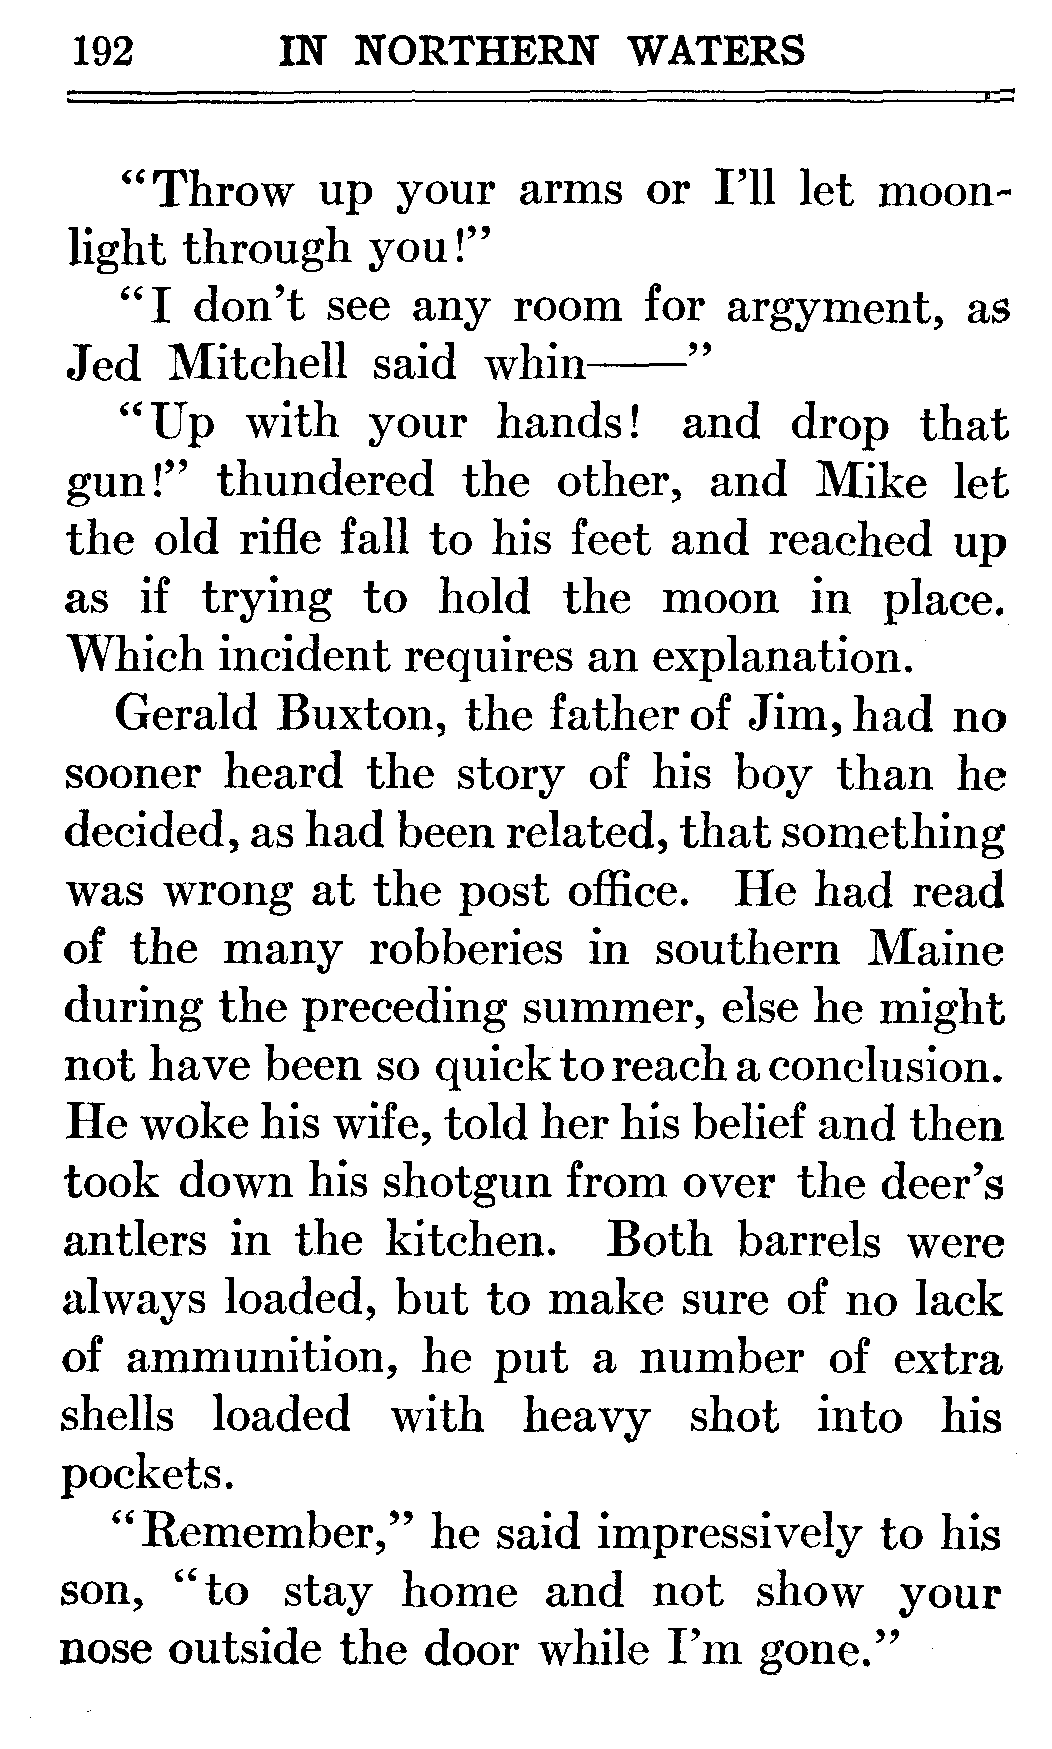 192 IN NORTHERN WATERS
“Throw up your arms or I’ll let moon-
light through you!”
“I don’t see any room for argyment, as
Jed Mitchell said whin——”
“Up with your hands! and drop that
gun!” thundered the other, and Mike let
the old rifle fall to his feet and reached up
as if trying to hold the moon in place.
Which incident requires an explanation.
Gerald Buxton, the father of Jim, had no
sooner heard the story of his boy than he
decided, as had been related, that something
was wrong at the post office. He had read
of the many robberies in southern Maine
during the preceding summer, else he might
not have been so quick to reach a conclusion.
He woke his wife, told her his belief and then
took down his shotgun from over the deer’s
antlers in the kitchen. Both barrels were
always loaded, but to make sure of no lack
of ammunition, he put a number of extra
shells loaded with heavy shot into his
pockets.
“Remember,” he said impressively to his
son, “to stay home and not show your
nose outside the door while I’m gone.”